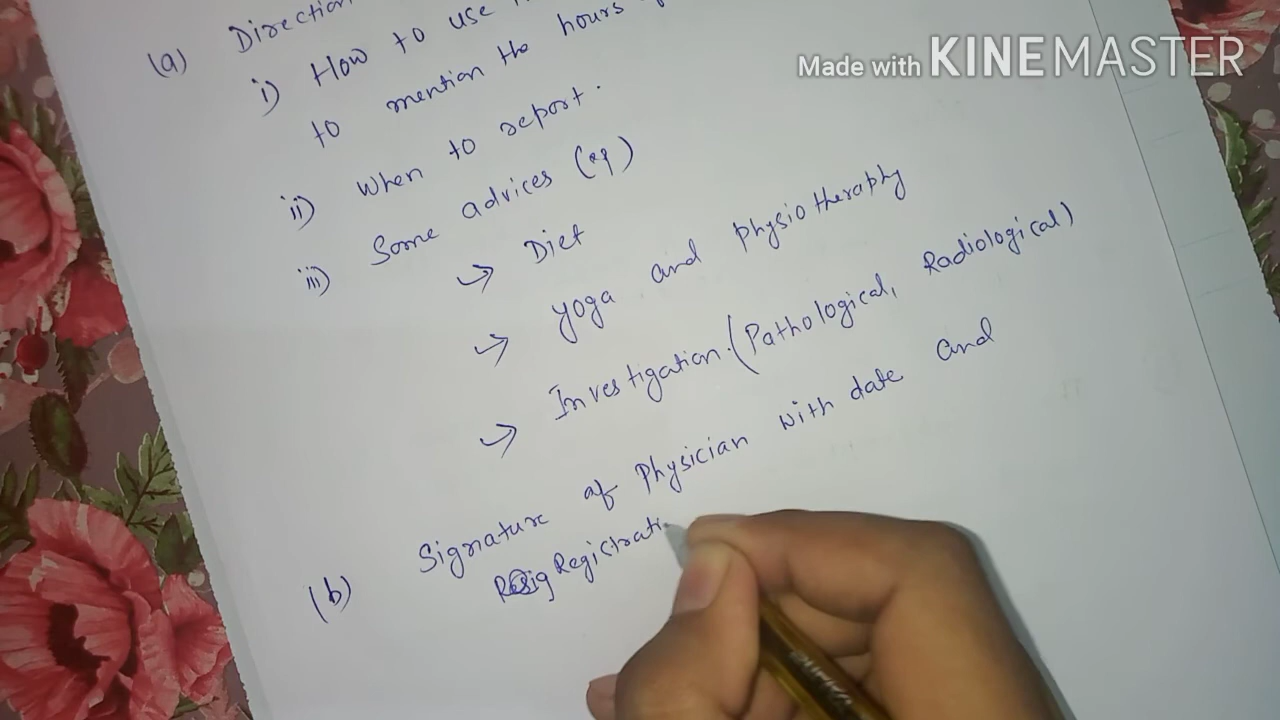 Made with KINEMASTER
(a) Direction
i) How to use
to mention the hours
ii) When to report.
iii) Some advices (eg)
→ Diet
→ yoga and physiotheraphy
→ Investigation. (Pathological, Radiological)
(b) Signature of Physician with date and
Registrati